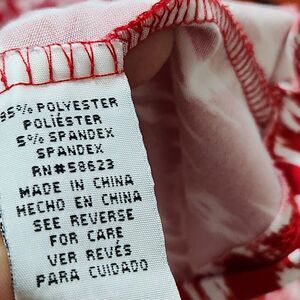 95% POLYESTER
POLIÉSTER
5% SPANDEX
SPANDEX
RN#58623
MADE IN CHINA
HECHO EN CHINA
SEE REVERSE
FOR CARE
VER REVÉS
PARA CUIDADO